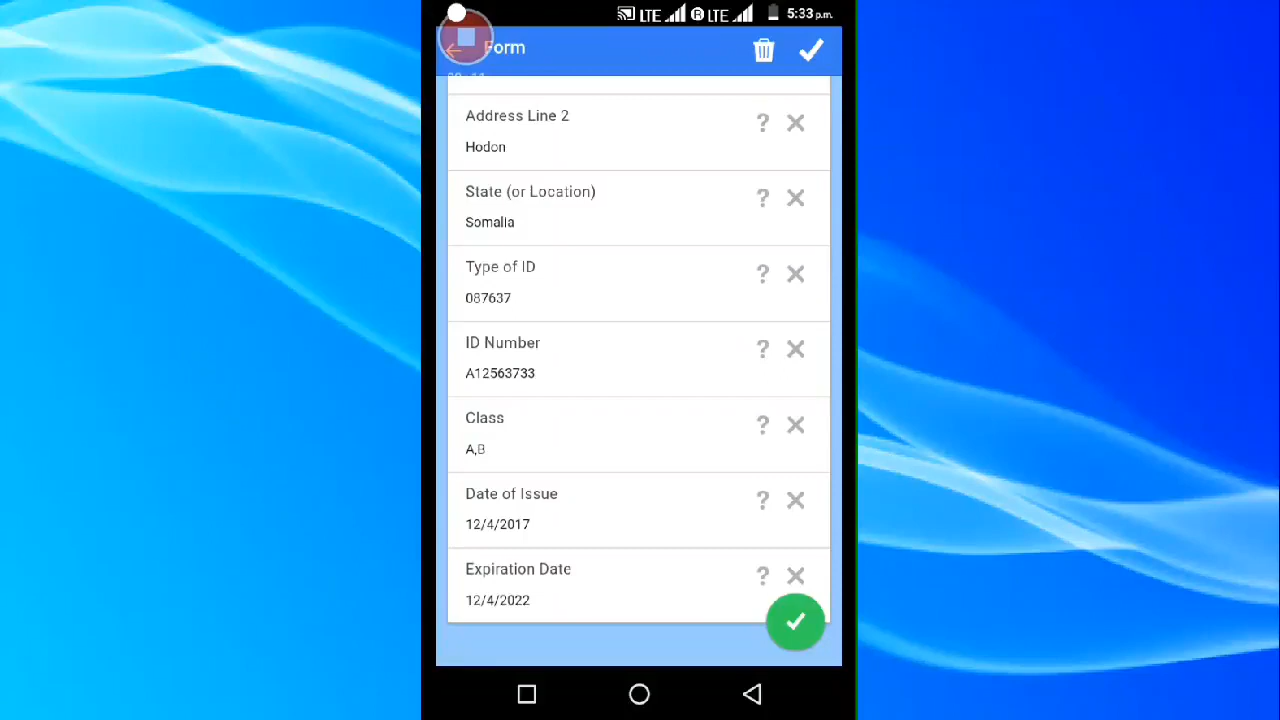 LTE R LTE 5:33 p.m.
Form
Address Line 2
Hodon
State (or Location)
Somalia
Type of ID
087637
ID Number
A12563733
Class
A,B
Date of Issue
12/4/2017
Expiration Date
12/4/2022